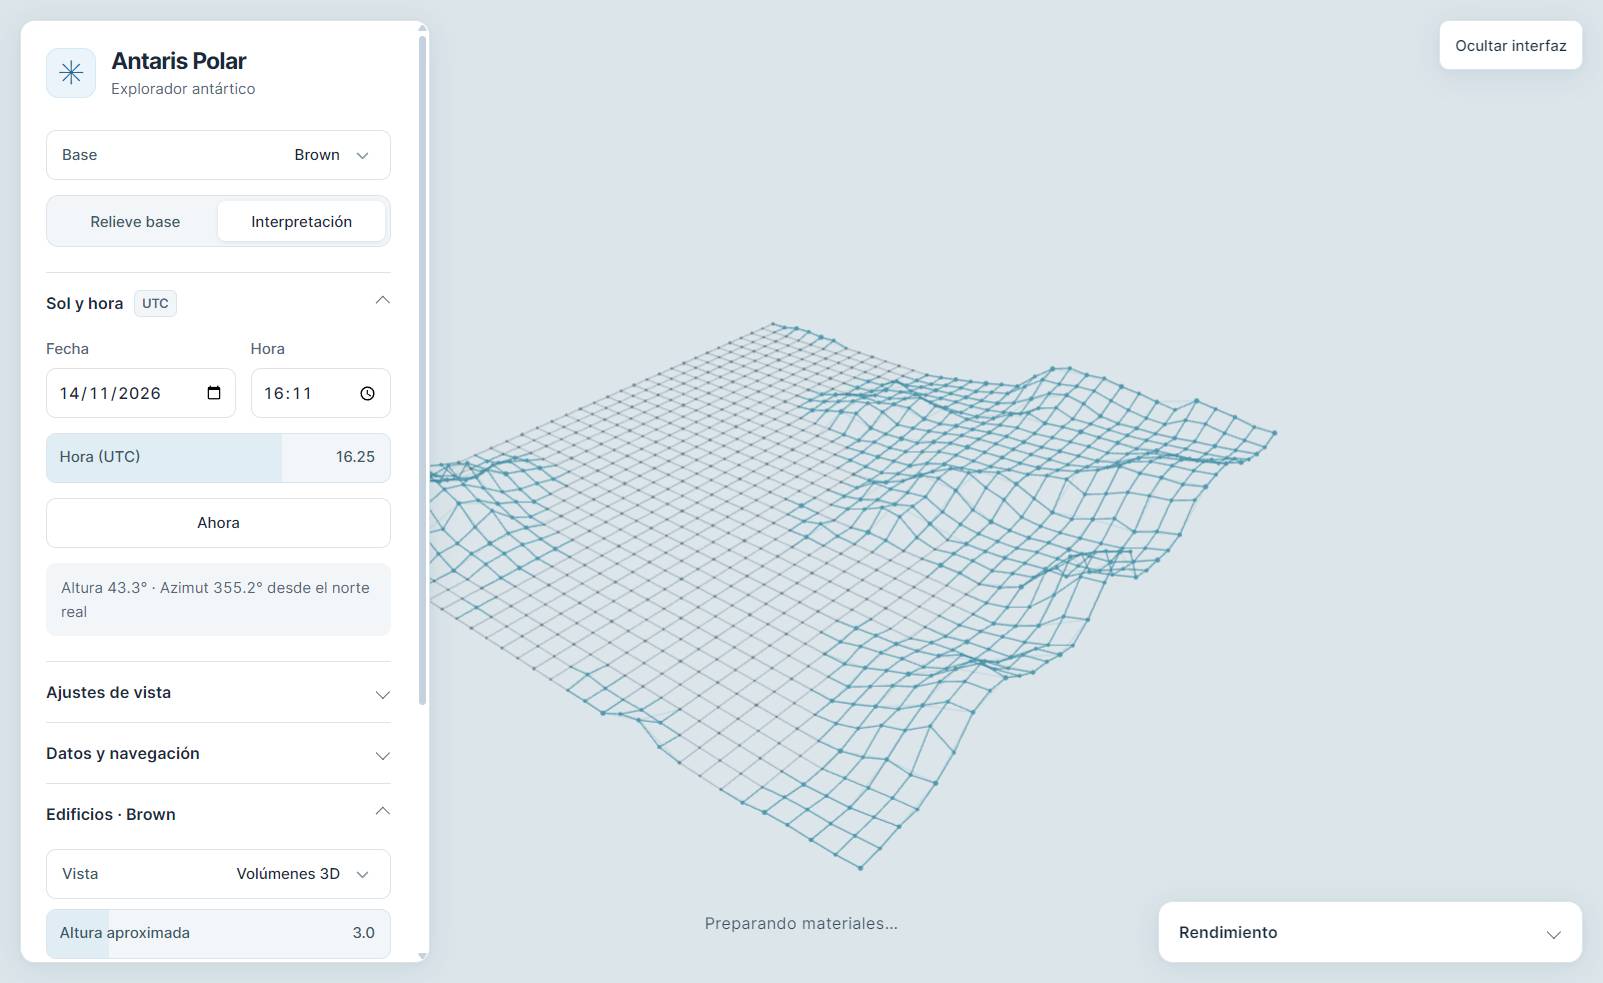 Antaris Polar
Explorador antártico
Ocultar interfaz
Base
Brown
Relieve base
Interpretación
Sol y hora
UTC
Fecha
Hora
14/11/2026
16:11
Hora (UTC)
16.25
Ahora
Altura 43.3° · Azimut 355.2° desde el norte
real
Ajustes de vista
Datos y navegación
Edificios · Brown
Vista
Volúmenes 3D
Altura aproximada
3.0
Preparando materiales...
Rendimiento